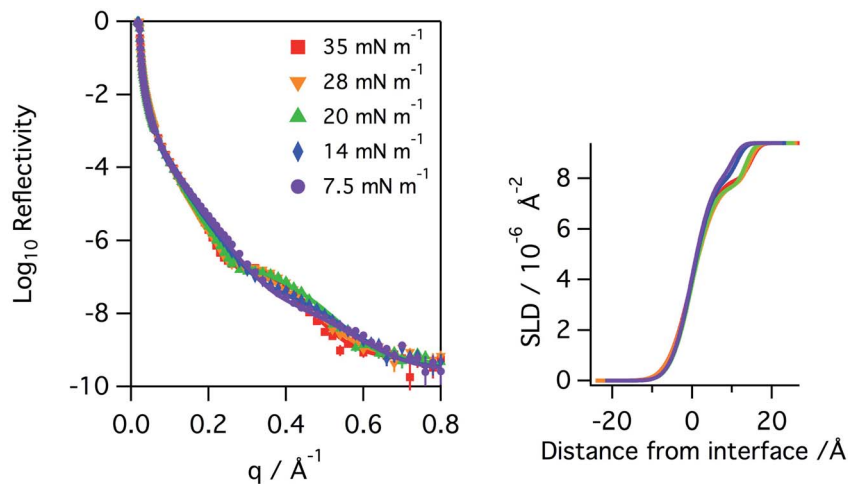 0
-2
-4
-6
-8
-10
Log10 Reflectivity
0.0 0.2 0.4 0.6 0.8
q / Å-1
35 mN m-1
28 mN m-1
20 mN m-1
14 mN m-1
7.5 mN m-1
8
6
4
2
0
SLD / 10-6 Å-2
-20 0 20
Distance from interface /Å